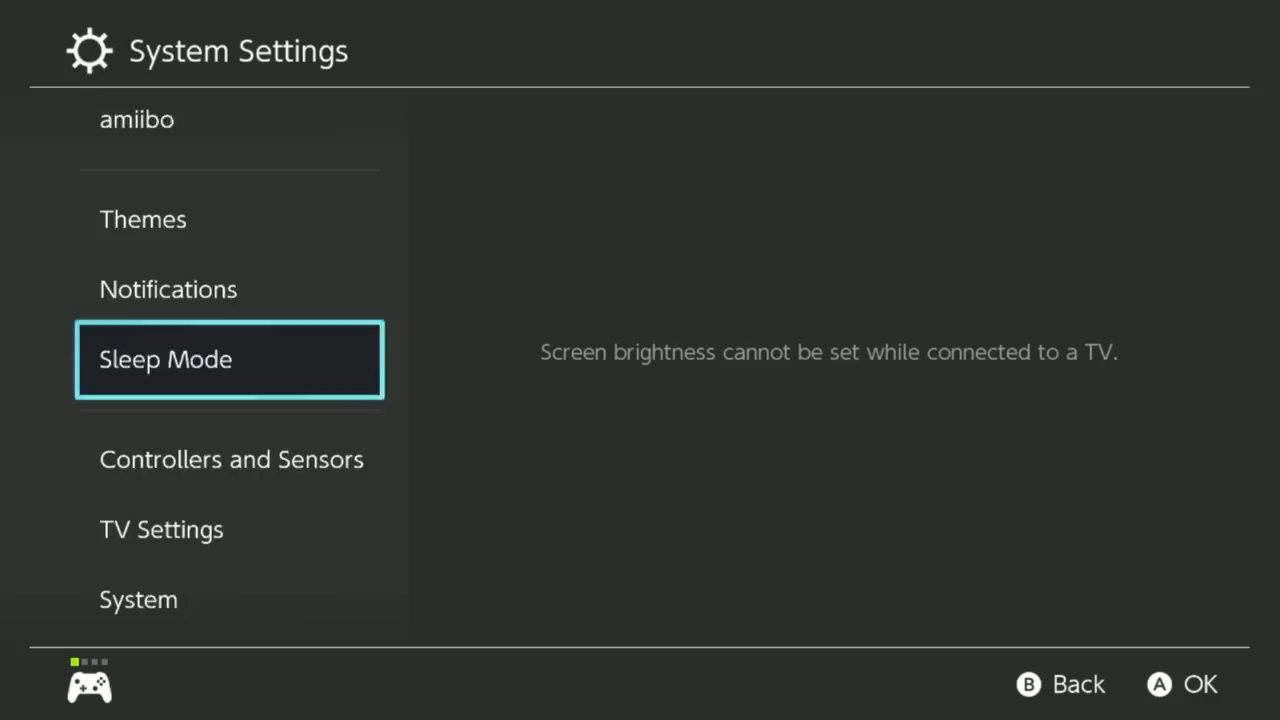 System Settings
amiibo
Themes
Notifications
Sleep Mode
Screen brightness cannot be set while connected to a TV.
Controllers and Sensors
TV Settings
System
B Back A OK